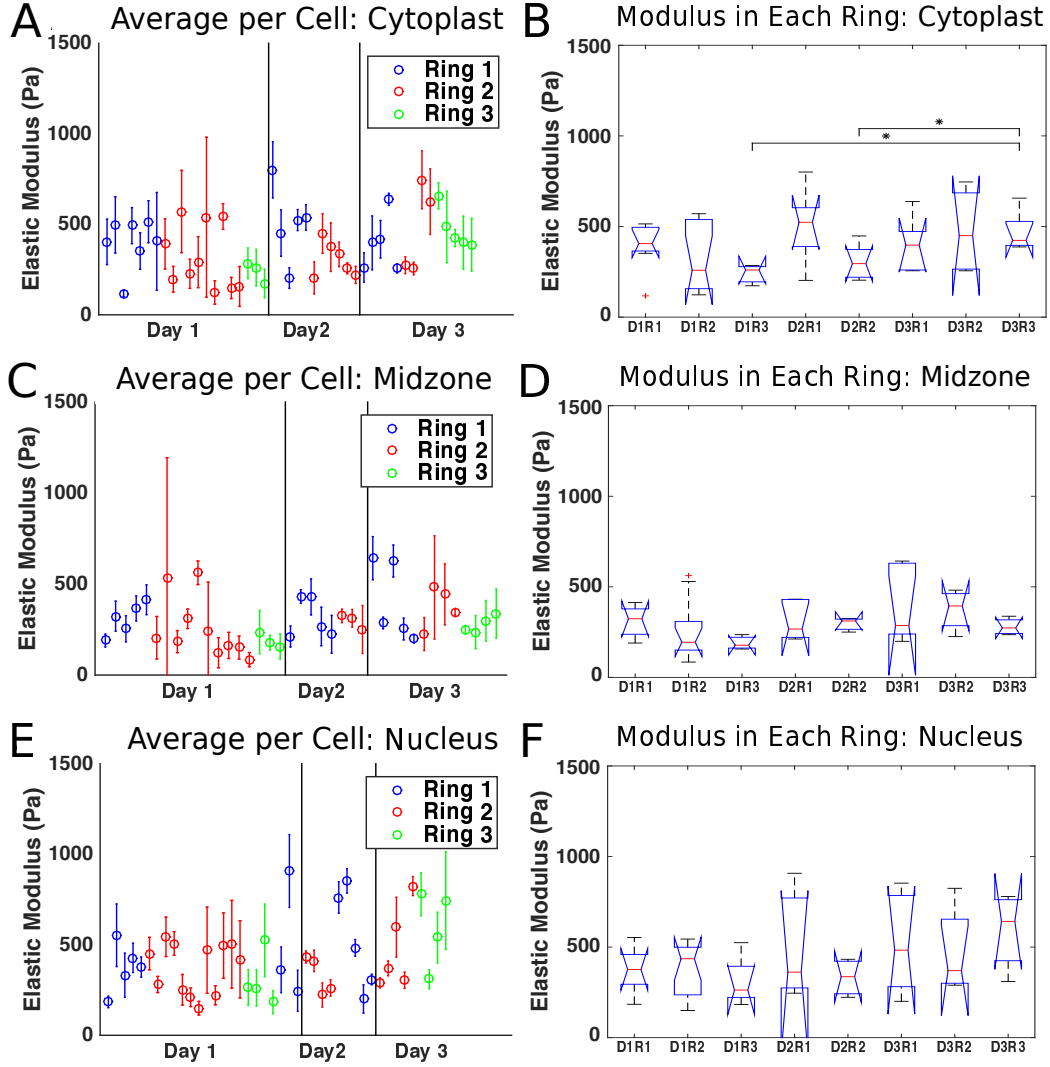 A
Average per Cell: Cytoplast
1500
1000
500
0
Elastic Modulus (Pa)
Ring 1
Ring 2
Ring 3
Day 1
Day2
Day 3
B
Modulus in Each Ring: Cytoplast
1500
1000
500
0
Elastic Modulus (Pa)
*
*
D1R1 D1R2 D1R3 D2R1 D2R2 D3R1 D3R2 D3R3
C
Average per Cell: Midzone
1500
1000
500
0
Elastic Modulus (Pa)
Ring 1
Ring 2
Ring 3
Day 1
Day2
Day 3
D
Modulus in Each Ring: Midzone
1500
1000
500
0
Elastic Modulus (Pa)
D1R1 D1R2 D1R3 D2R1 D2R2 D3R1 D3R2 D3R3
E
Average per Cell: Nucleus
1500
1000
500
0
Elastic Modulus (Pa)
Ring 1
Ring 2
Ring 3
Day 1
Day2
Day 3
F
Modulus in Each Ring: Nucleus
1500
1000
500
0
Elastic Modulus (Pa)
D1R1 D1R2 D1R3 D2R1 D2R2 D3R1 D3R2 D3R3